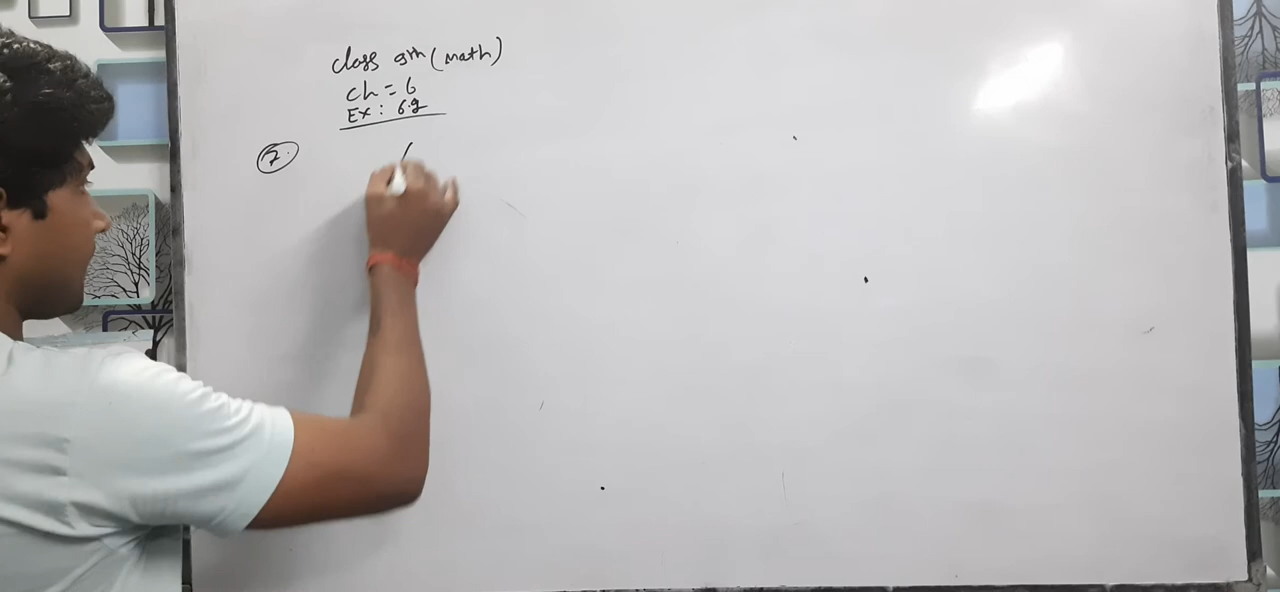 class 9th (Math)
ch = 6
Ex : 6.2
7.